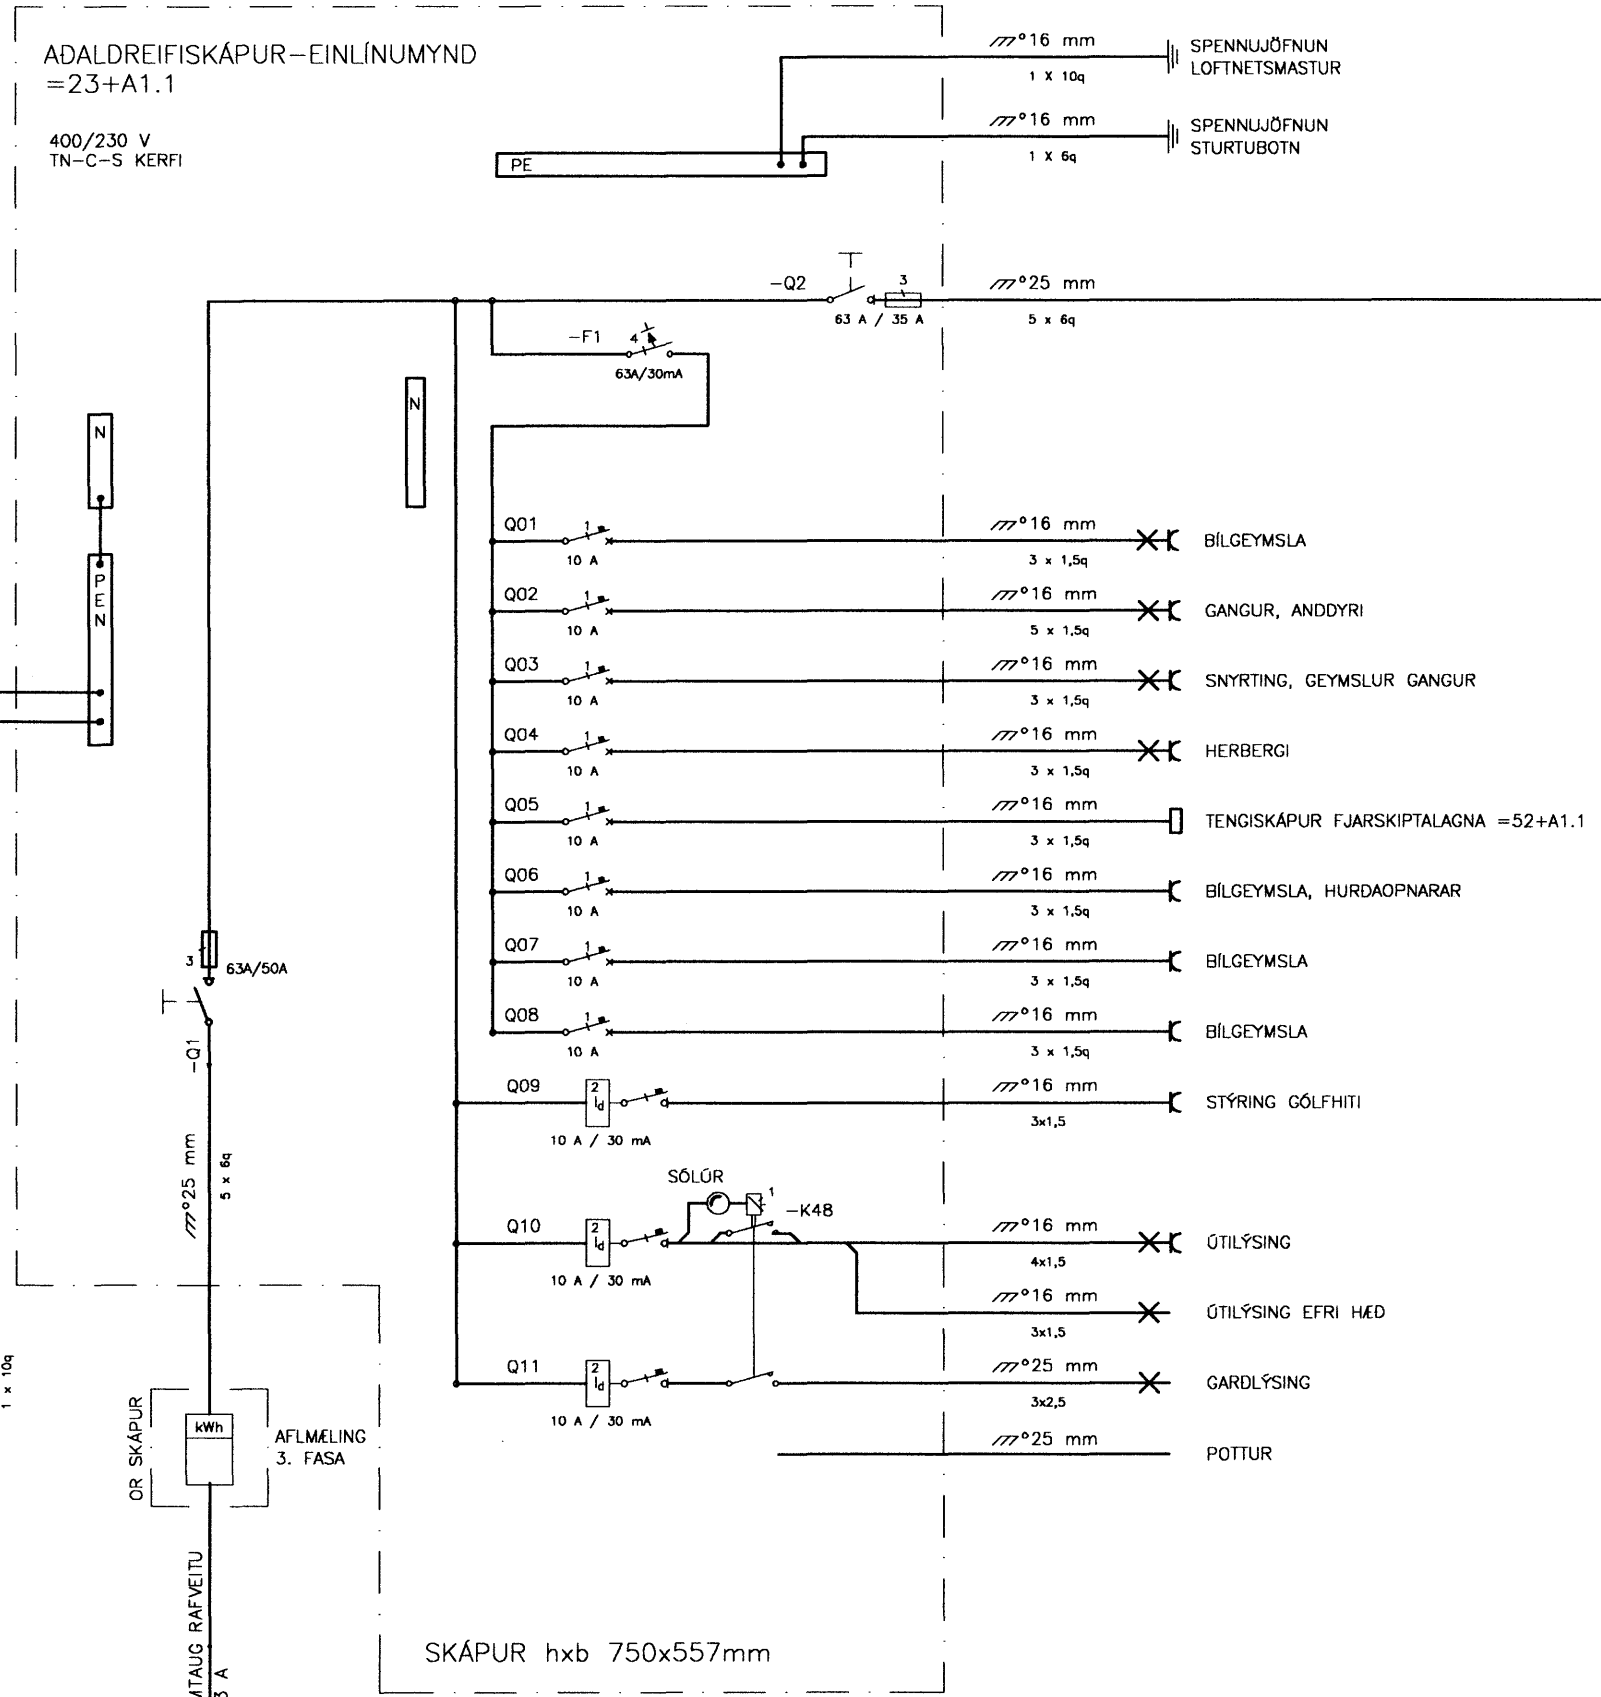 AÐALDREIFISKÁPUR-EINLÍNUMYND
=23+A1.1
400/230 V
TN-C-S KERFI
PE
16 mm
1 X 10q
SPENNUJÖFNUN
LOFTNETSMASTUR
16 mm
1 X 6q
SPENNUJÖFNUN
STURTUBOTN
-Q2
3
63 A / 35 A
25 mm
5 x 6q
-F1
4
63A/30mA
N
N
PEN
Q01
1
10 A
16 mm
3 x 1,5q
BÍLGEYMSLA
Q02
1
10 A
16 mm
5 x 1,5q
GANGUR, ANDDYRI
Q03
1
10 A
16 mm
3 x 1,5q
SNYRTING, GEYMSLUR GANGUR
Q04
1
10 A
16 mm
3 x 1,5q
HERBERGI
Q05
1
10 A
16 mm
3 x 1,5q
TENGISKÁPUR FJARSKIPTALAGNA =52+A1.1
Q06
1
10 A
16 mm
3 x 1,5q
BÍLGEYMSLA, HURDAOPNARAR
Q07
1
10 A
16 mm
3 x 1,5q
BÍLGEYMSLA
Q08
1
10 A
16 mm
3 x 1,5q
BÍLGEYMSLA
Q09
2
Id
10 A / 30 mA
16 mm
3x1,5
STÝRING GÓLFHITI
SÓLÚR
1
-K48
Q10
2
Id
10 A / 30 mA
16 mm
4x1,5
ÚTILÝSING
16 mm
3x1,5
ÚTILÝSING EFRI HÆD
Q11
2
Id
10 A / 30 mA
25 mm
3x2,5
GARDLÝSING
25 mm
POTTUR
3
63A/50A
-Q1
25 mm
5 x 6q
1 x 10q
OR SKÁPUR
kWh
AFLMÆLING
3. FASA
MTAUG RAFVEITU
3 A
SKÁPUR hxb 750x557mm